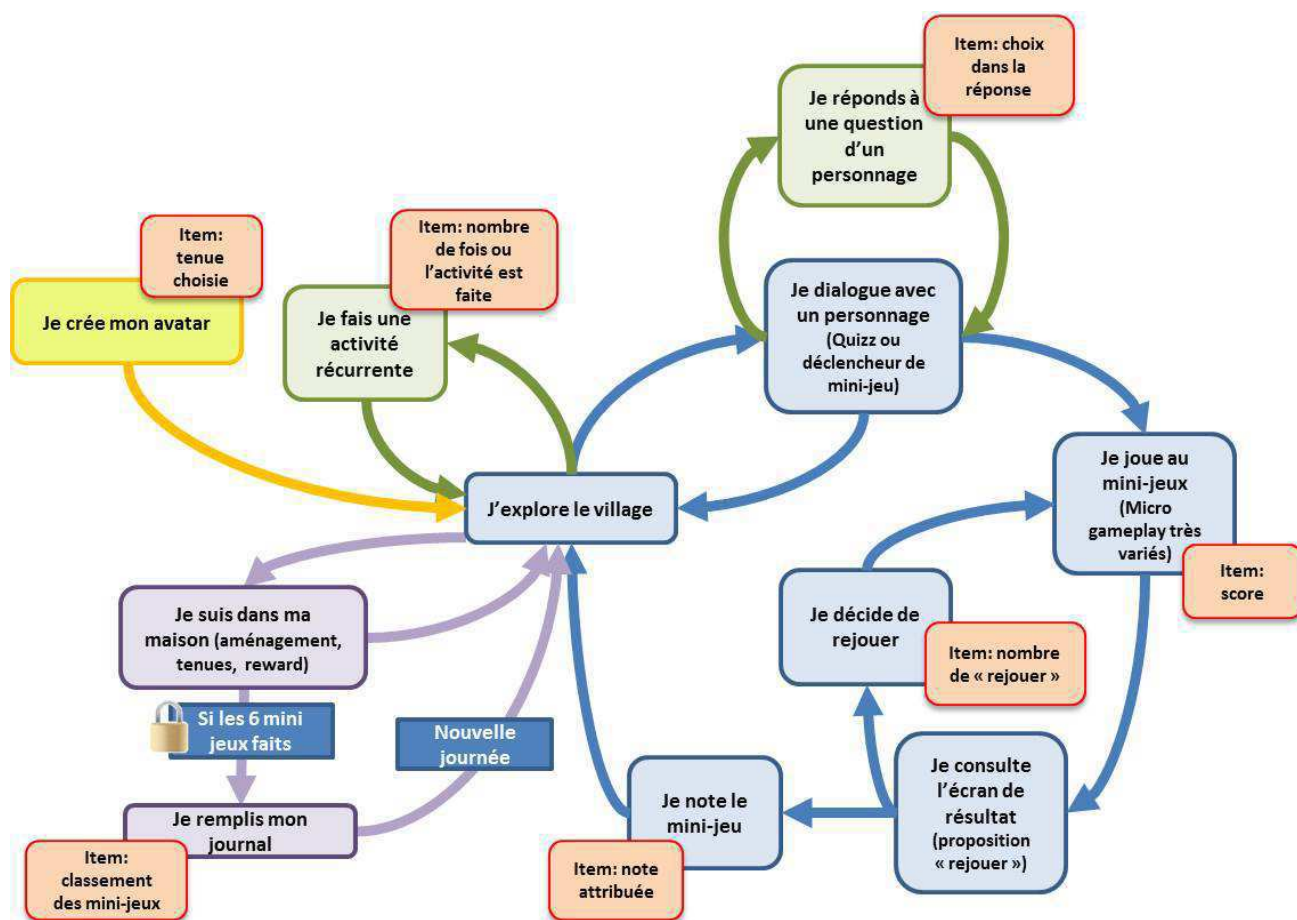 Item: choix
dans la
réponse
Je réponds à
une question
d'un
personnage
Item:
tenue
choisie
Item: nombre
de fois ou
l'activité est
faite
Je crée mon avatar
Je fais une
activité
récurrente
Je dialogue avec
un personnage
(Quizz ou
déclencheur de
mini-jeu)
J'explore le village
Je joue au
mini-jeux
(Micro
gameplay très
variés)
Item:
score
Je suis dans ma
maison (aménagement,
tenues, reward)
Je décide de
rejouer
Item: nombre
de « rejouer »
Si les 6 mini
jeux faits
Nouvelle
journée
Je consulte
l'écran de
résultat
(proposition
« rejouer »)
Je note le
mini-jeu
Item: note
attribuée
Je remplis mon
journal
Item:
classement
des mini-jeux